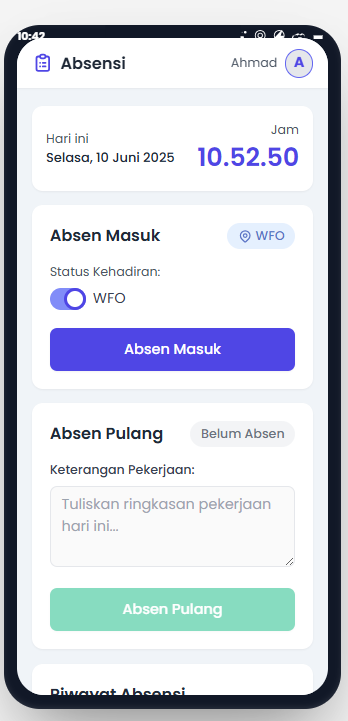 10:42
Absensi
Ahmad A
Hari ini
Selasa, 10 Juni 2025
Jam
10.52.50
Absen Masuk
WFO
Status Kehadiran:
WFO
Absen Masuk
Absen Pulang
Belum Absen
Keterangan Pekerjaan:
Tuliskan ringkasan pekerjaan
hari ini...
Absen Pulang
Riwayat Absensi